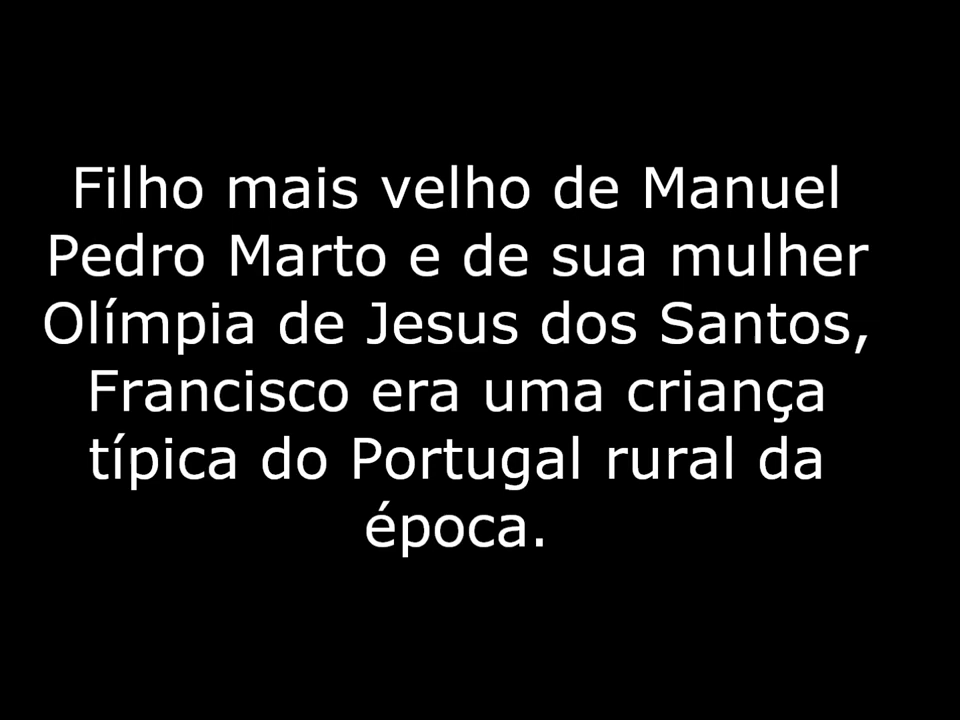 Filho mais velho de Manuel
Pedro Marto e de sua mulher
Olímpia de Jesus dos Santos,
Francisco era uma criança
típica do Portugal rural da
época.